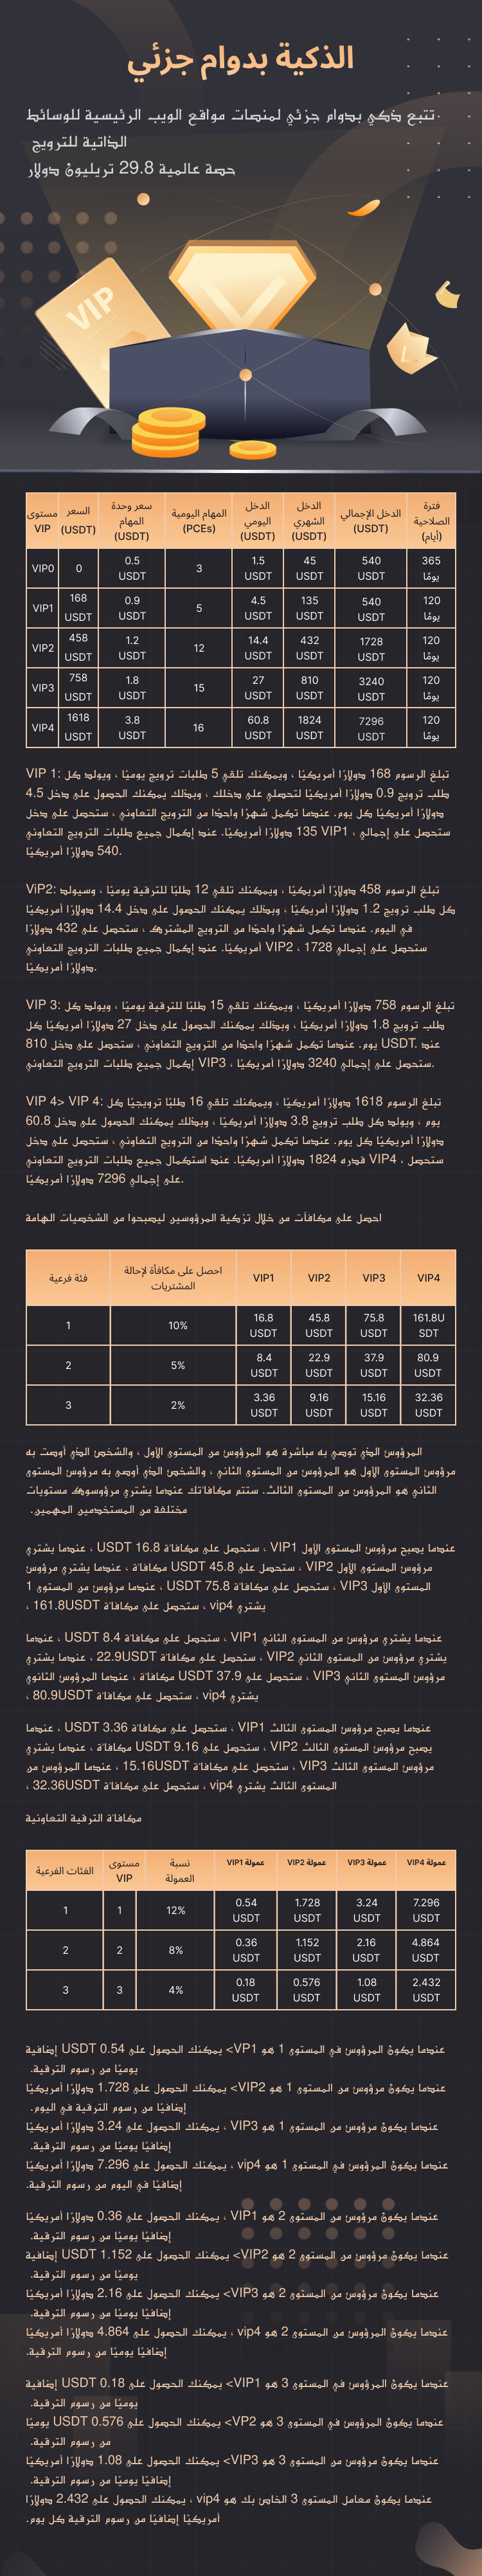 الذكية بدوام جزئي
تتبع ذكي بدوام جزئي لمنصات مواقع الويب الرئيسية للوسائط
الذاتية للترويج
حصة عالمية 29.8 تريليون دولار
VIP
مستوى VIP | السعر (USDT) | سعر وحدة المهام (USDT) | المهام اليومية (PCEs) | الدخل اليومي (USDT) | الدخل الشهري (USDT) | الدخل الإجمالي (USDT) | فترة الصلاحية (أيام)
VIP0 | 0 | 0.5 USDT | 3 | 1.5 USDT | 45 USDT | 540 USDT | 365 يومًا
VIP1 | 168 USDT | 0.9 USDT | 5 | 4.5 USDT | 135 USDT | 540 USDT | 120 يومًا
VIP2 | 458 USDT | 1.2 USDT | 12 | 14.4 USDT | 432 USDT | 1728 USDT | 120 يومًا
VIP3 | 758 USDT | 1.8 USDT | 15 | 27 USDT | 810 USDT | 3240 USDT | 120 يومًا
VIP4 | 1618 USDT | 3.8 USDT | 16 | 60.8 USDT | 1824 USDT | 7296 USDT | 120 يومًا
VIP 1: تبلغ الرسوم 168 دولارًا أمريكيًا ، ويمكنك تلقي 5 طلبات ترويج يوميًا ، ويولد كل
طلب ترويج 0.9 دولارًا أمريكيًا لتحصلي على دخلك ، وبذلك يمكنك الحصول على دخل 4.5
دولارًا أمريكيًا كل يوم. عندما تكمل شهرًا واحدًا من الترويج التعاوني ، ستحصل على دخل
ستحصل على إجمالي ، VIP1 135 دولارًا أمريكيًا. عند إكمال جميع طلبات الترويج التعاوني
540 دولارًا أمريكيًا.
ViP2: تبلغ الرسوم 458 دولارًا أمريكيًا ، ويمكنك تلقي 12 طلبًا للترقية يوميًا ، وسيولد
كل طلب ترويج 1.2 دولارًا أمريكيًا ، وبذلك يمكنك الحصول على دخل 14.4 دولارًا أمريكيًا
في اليوم. عندما تكمل شهرًا واحدًا من الترويج المشترك ، ستحصل على 432 دولارًا
ستحصل على إجمالي 1728 ، VIP2 أمريكيًا. عند إكمال جميع طلبات الترويج التعاوني
دولارًا أمريكيًا.
VIP 3: تبلغ الرسوم 758 دولارًا أمريكيًا ، ويمكنك تلقي 15 طلبًا للترقية يوميًا ، ويولد كل
طلب ترويج 1.8 دولارًا أمريكيًا ، وبذلك يمكنك الحصول على دخل 27 دولارًا أمريكيًا كل
عند USDT. يوم. عندما تكمل شهرًا واحدًا من الترويج التعاوني ، ستحصل على دخل 810
ستحصل على إجمالي 3240 دولارًا أمريكيًا ، VIP3 إكمال جميع طلبات الترويج التعاوني.
VIP 4> VIP 4: تبلغ الرسوم 1618 دولارًا أمريكيًا ، ويمكنك تلقي 16 طلبًا ترويجيًا كل
يوم ، ويولد كل طلب ترويج 3.8 دولارًا أمريكيًا ، وبذلك يمكنك الحصول على دخل 60.8
دولارًا أمريكيًا كل يوم. عندما تكمل شهرًا واحدًا من الترويج التعاوني ، ستحصل على دخل
ستحصل ، VIP4 قدره 1824 دولارًا أمريكيًا. عند استكمال جميع طلبات الترويج التعاوني
على إجمالي 7296 دولارًا أمريكيًا.
احصل على مكافآت من خلال تزكية المرؤوسين ليصبحوا من الشخصيات الهامة
فئة فرعية | احصل على مكافأة لإحالة المشتريات | VIP1 | VIP2 | VIP3 | VIP4
1 | 10% | 16.8 USDT | 45.8 USDT | 75.8 USDT | 161.8U SDT
2 | 5% | 8.4 USDT | 22.9 USDT | 37.9 USDT | 80.9 USDT
3 | 2% | 3.36 USDT | 9.16 USDT | 15.16 USDT | 32.36 USDT
المرؤوس الذي توصي به مباشرة هو المرؤوس من المستوى الأول ، والشخص الذي أوصت به
مرؤوس المستوى الأول هو المرؤوس من المستوى الثاني ، والشخص الذي أوصى به مرؤوس المستوى
الثاني هو المرؤوس من المستوى الثالث. ستتم مكافأتك عندما يشتري مرؤوسوك مستويات
مختلفة من المستخدمين المهمين.
عندما يصبح مرؤوس المستوى الأول VIP1 ، ستحصل على مكافأة 16.8 USDT ، عندما يشتري
مرؤوس المستوى الأول VIP2 ، ستحصل على 45.8 USDT مكافأة ، عندما يشتري مرؤوس
المستوى الأول VIP3 ، ستحصل على مكافأة 75.8 USDT ، عندما مرؤوس من المستوى 1
يشتري vip4 ، ستحصل على مكافأة 161.8USDT ،
عندما يشتري مرؤوس من المستوى الثاني VIP1 ، ستحصل على مكافأة 8.4 USDT ، عندما
يشتري مرؤوس من المستوى الثاني VIP2 ، ستحصل على مكافأة 22.9USDT ، عندما يشتري
مرؤوس المستوى الثاني VIP3 ، ستحصل على 37.9 USDT مكافأة ، عندما المرؤوس الثانوي
يشتري vip4 ، ستحصل على مكافأة 80.9USDT ،
عندما يصبح مرؤوس المستوى الثالث VIP1 ، ستحصل على مكافأة 3.36 USDT ، عندما
يصبح مرؤوس المستوى الثالث VIP2 ، ستحصل على 9.16 USDT مكافأة ، عندما يشتري
مرؤوس المستوى الثالث VIP3 ، ستحصل على مكافأة 15.16USDT ، عندما المرؤوس من
المستوى الثالث يشتري vip4 ، ستحصل على مكافأة 32.36USDT ،
مكافأة الترقية التعاونية
الفئات الفرعية | مستوى VIP | نسبة العمولة | عمولة VIP1 | عمولة VIP2 | عمولة VIP3 | عمولة VIP4
1 | 1 | 12% | 0.54 USDT | 1.728 USDT | 3.24 USDT | 7.296 USDT
2 | 2 | 8% | 0.36 USDT | 1.152 USDT | 2.16 USDT | 4.864 USDT
3 | 3 | 4% | 0.18 USDT | 0.576 USDT | 1.08 USDT | 2.432 USDT
عندما يكون المرؤوس في المستوى 1 هو VP1> يمكنك الحصول على 0.54 USDT إضافية
يوميًا من رسوم الترقية.
عندما يكون مرؤوس من المستوى 1 هو VIP2> يمكنك الحصول على 1.728 دولارًا أمريكيًا
إضافيًا من رسوم الترقية في اليوم.
عندما يكون مرؤوس من المستوى 1 هو VIP3 ، يمكنك الحصول على 3.24 دولارًا أمريكيًا
إضافيًا يوميًا من رسوم الترقية.
عندما يكون المرؤوس في المستوى 1 هو vip4 ، يمكنك الحصول على 7.296 دولارًا أمريكيًا
إضافيًا في اليوم من رسوم الترقية.
عندما يكون مرؤوس من المستوى 2 هو VIP1 ، يمكنك الحصول على 0.36 دولارًا أمريكيًا
إضافيًا يوميًا من رسوم الترقية.
عندما يكون مرؤوس من المستوى 2 هو VIP2> يمكنك الحصول على 1.152 USDT إضافية
يوميًا من رسوم الترقية.
عندما يكون مرؤوس من المستوى 2 هو VIP3> يمكنك الحصول على 2.16 دولارًا أمريكيًا
إضافيًا يوميًا من رسوم الترقية.
عندما يكون المرؤوس من المستوى 2 هو vip4 ، يمكنك الحصول على 4.864 دولارًا أمريكيًا
إضافيًا يوميًا من رسوم الترقية.
عندما يكون المرؤوس في المستوى 3 هو VIP1> يمكنك الحصول على 0.18 USDT إضافية
يوميًا من رسوم الترقية.
عندما يكون المرؤوس في المستوى 3 هو VP2> يمكنك الحصول على 0.576 USDT يوميًا
من رسوم الترقية.
عندما يكون مرؤوس من المستوى 3 هو VIP3> يمكنك الحصول على 1.08 دولارًا أمريكيًا
إضافيًا يوميًا من رسوم الترقية.
عندما يكون معامل المستوى 3 الخاص بك هو vip4 ، يمكنك الحصول على 2.432 دولارًا
أمريكيًا إضافيًا من رسوم الترقية كل يوم.